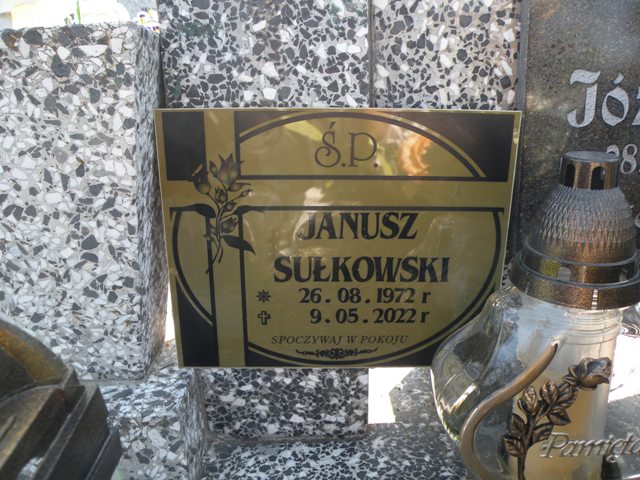 Ś.P.
JANUSZ
SUŁKOWSKI
26.08.1972 r
9.05.2022 r
SPOCZYWAJ W POKOJU